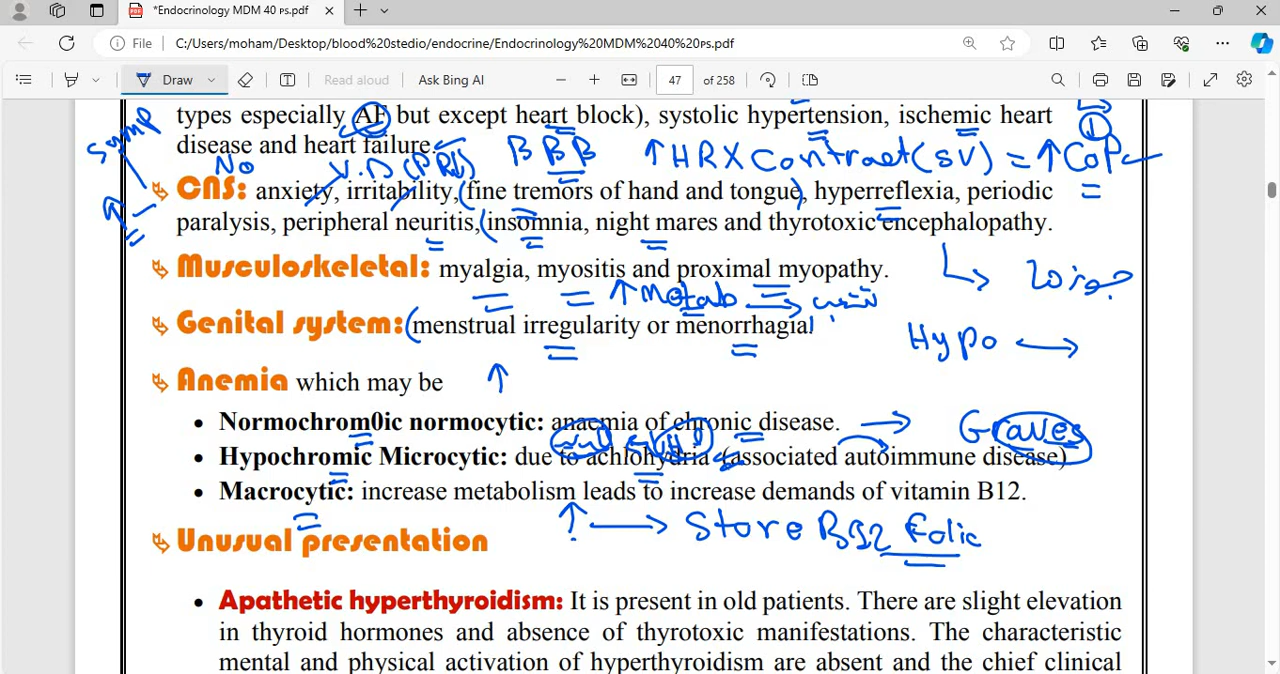 *Endocrinology MDM 40 PS.pdf
File C:/Users/moham/Desktop/blood%20stedio/endocrine/Endocrinology%20MDM%2040%20Ps.pdf
Draw Read aloud Ask Bing AI 47 of 258
types especially AF but except heart block), systolic hypertension, ischemic heart
①
disease and heart failure.
symp
No V.D (PRI) B B B ↑HR X Contract (SV) = ↑ CoP
CNS: anxiety, irritability, (fine tremors of hand and tongue), hyperreflexia, periodic
paralysis, peripheral neuritis, (insomnia, night mares and thyrotoxic encephalopathy.
Musculoskeletal: myalgia, myositis and proximal myopathy.
↑ Metab →
Genital system: (menstrual irregularity or menorrhagia)
Hypo
Anemia which may be ↑
• Normochrom0ic normocytic: anaemia of chronic disease. → Graves
• Hypochromic Microcytic: due to achlohydria (associated autoimmune disease)
• Macrocytic: increase metabolism leads to increase demands of vitamin B12.
↑ → Store B12 Folic
Unusual presentation
• Apathetic hyperthyroidism: It is present in old patients. There are slight elevation
in thyroid hormones and absence of thyrotoxic manifestations. The characteristic
mental and physical activation of hyperthyroidism are absent and the chief clinical